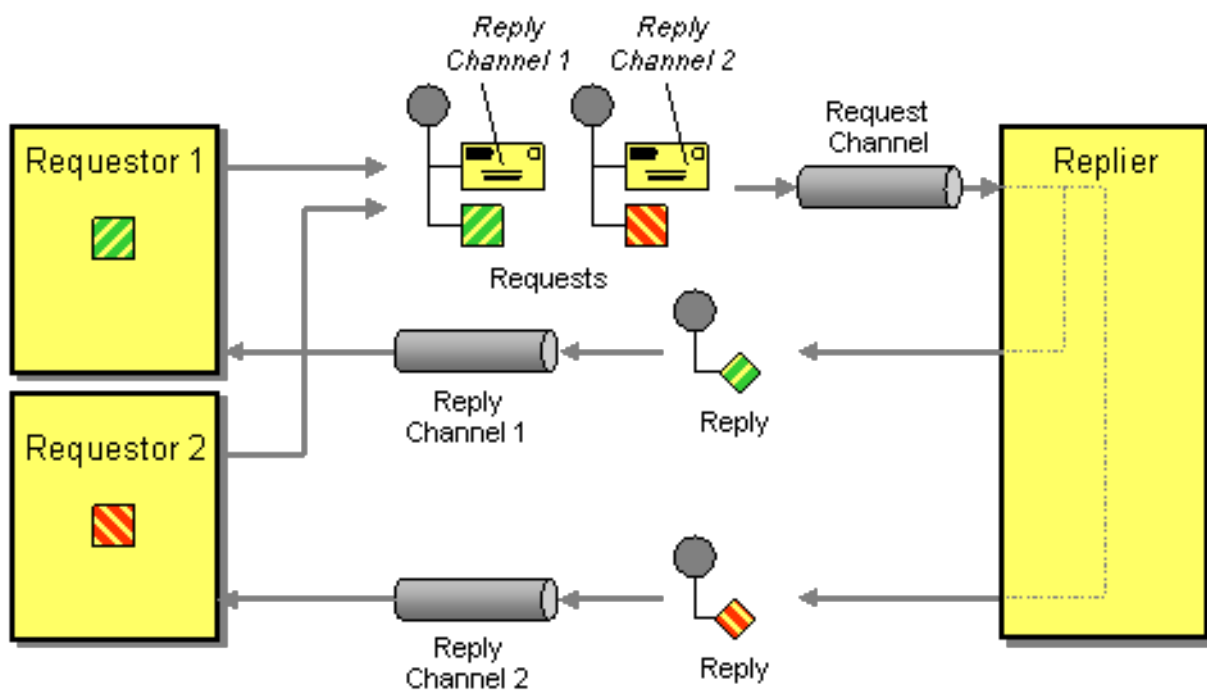 Reply
Channel 1
Reply
Channel 2
Request
Channel
Requestor 1
Replier
Requests
Reply
Channel 1
Reply
Requestor 2
Reply
Channel 2
Reply